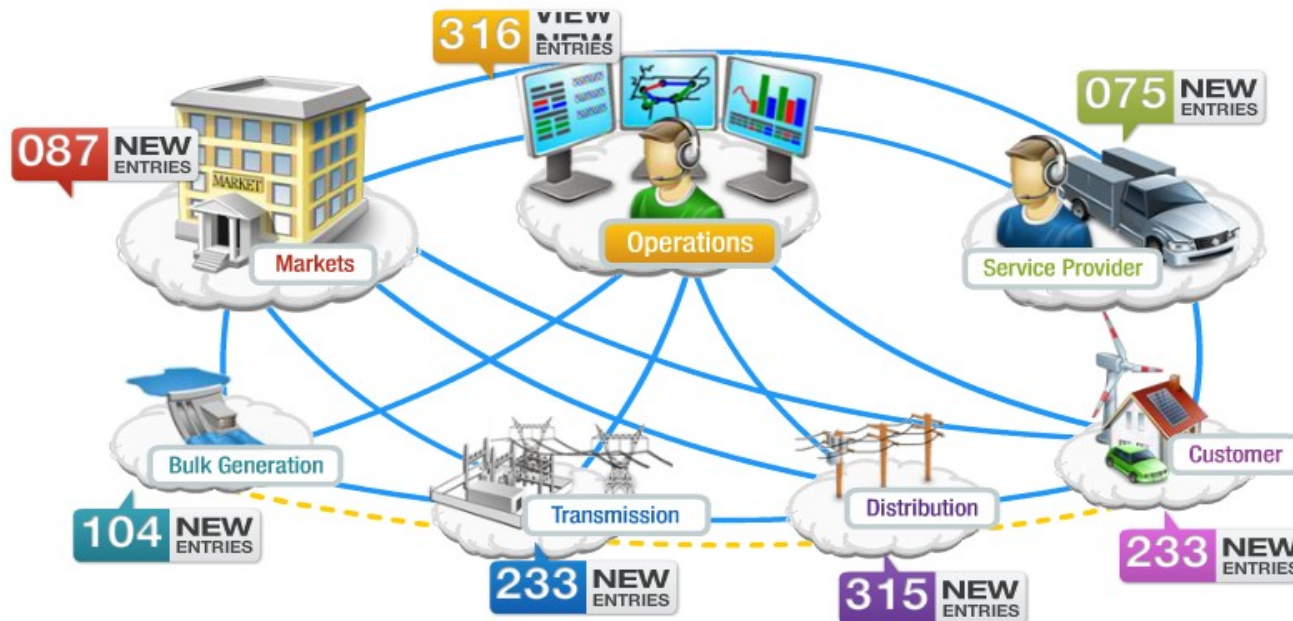 316
VIEW
NEW
ENTRIES
075
NEW
ENTRIES
087
NEW
ENTRIES
MARKET
Markets
Operations
Service Provider
Bulk Generation
Transmission
Distribution
Customer
104
NEW
ENTRIES
233
NEW
ENTRIES
315
NEW
ENTRIES
233
NEW
ENTRIES